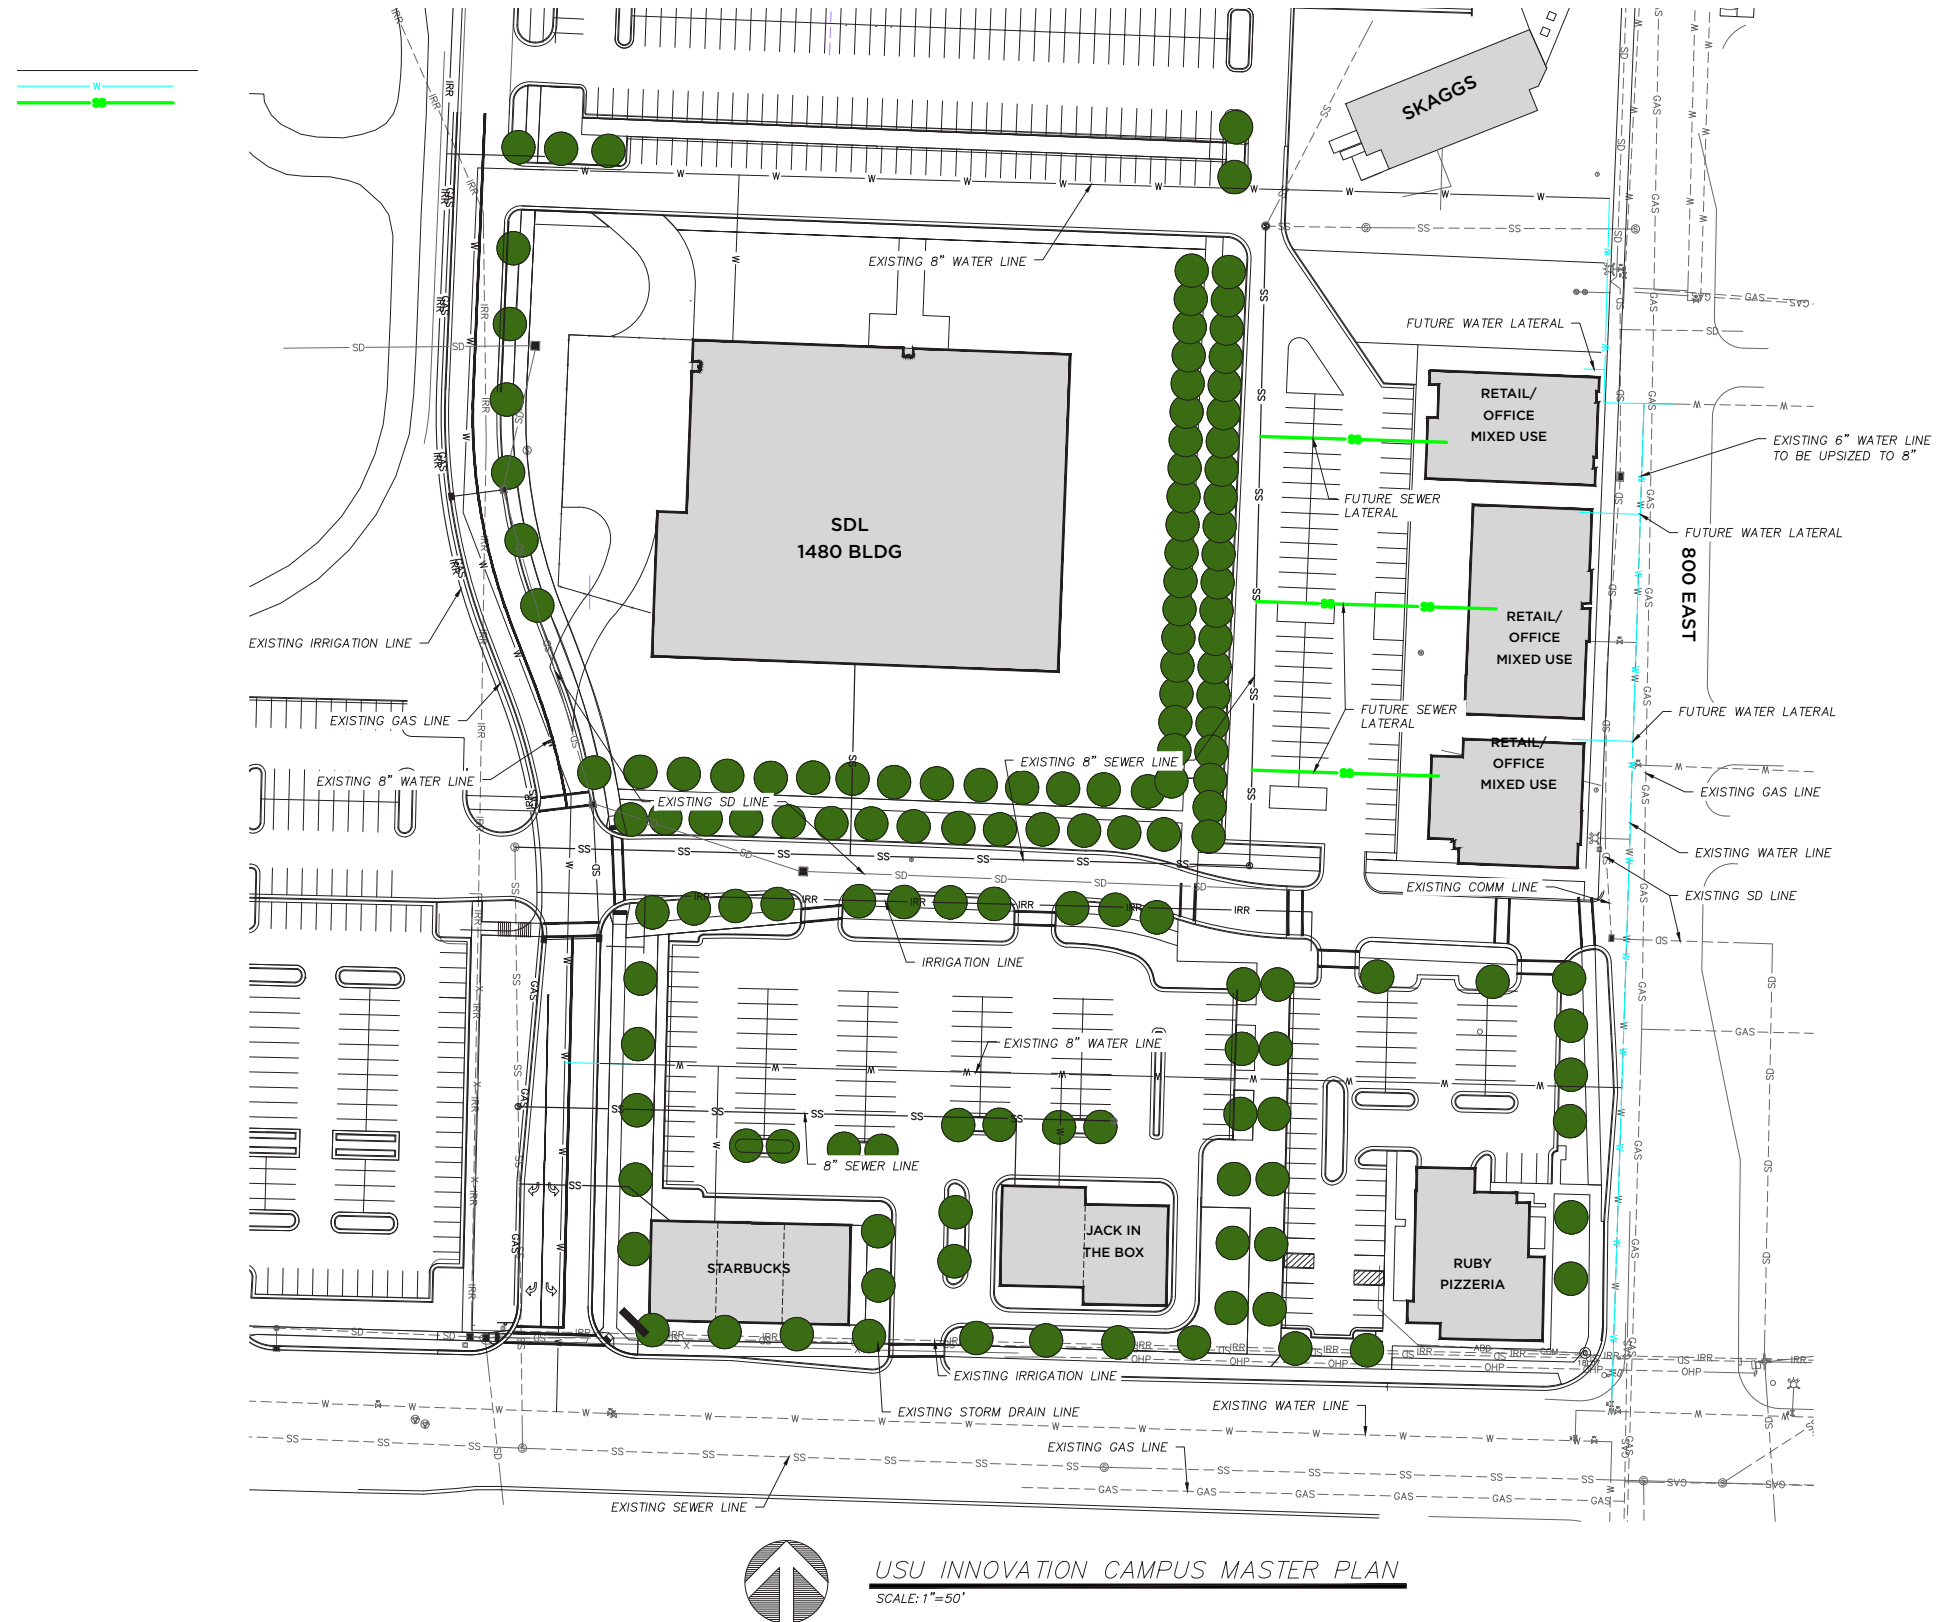 SKAGGS
EXISTING 8" WATER LINE
FUTURE WATER LATERAL
RETAIL/
OFFICE
MIXED USE
EXISTING 6" WATER LINE
TO BE UPSIZED TO 8"
FUTURE SEWER
LATERAL
SDL
1480 BLDG
FUTURE WATER LATERAL
800 EAST
RETAIL/
OFFICE
MIXED USE
EXISTING IRRIGATION LINE
EXISTING GAS LINE
FUTURE SEWER
LATERAL
FUTURE WATER LATERAL
RETAIL/
OFFICE
MIXED USE
EXISTING 8" WATER LINE
EXISTING 8" SEWER LINE
EXISTING SD LINE
EXISTING GAS LINE
EXISTING WATER LINE
EXISTING COMM LINE
EXISTING SD LINE
IRRIGATION LINE
EXISTING 8" WATER LINE
8" SEWER LINE
STARBUCKS
JACK IN
THE BOX
RUBY
PIZZERIA
EXISTING IRRIGATION LINE
EXISTING STORM DRAIN LINE
EXISTING WATER LINE
EXISTING GAS LINE
EXISTING SEWER LINE
USU INNOVATION CAMPUS MASTER PLAN
SCALE: 1"=50'